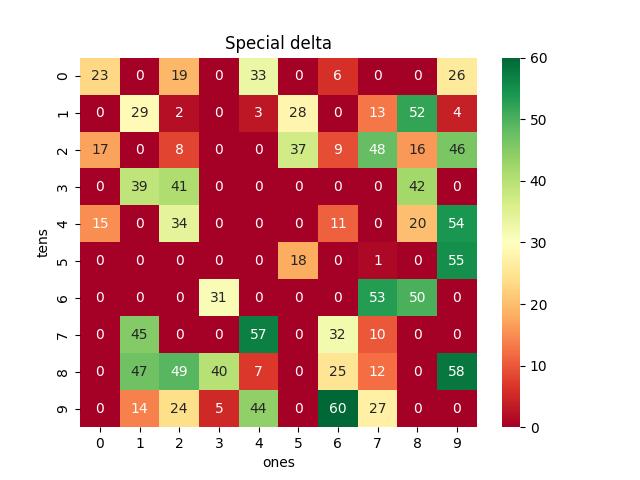 Special delta
0 23 0 19 0 33 0 6 0 0 26
1 0 29 2 0 3 28 0 13 52 4
2 17 0 8 0 0 37 9 48 16 46
3 0 39 41 0 0 0 0 0 42 0
4 15 0 34 0 0 0 11 0 20 54
5 0 0 0 0 0 18 0 1 0 55
6 0 0 0 31 0 0 0 53 50 0
7 0 45 0 0 57 0 32 10 0 0
8 0 47 49 40 7 0 25 12 0 58
9 0 14 24 5 44 0 60 27 0 0
0 1 2 3 4 5 6 7 8 9
ones
tens
60
50
40
30
20
10
0